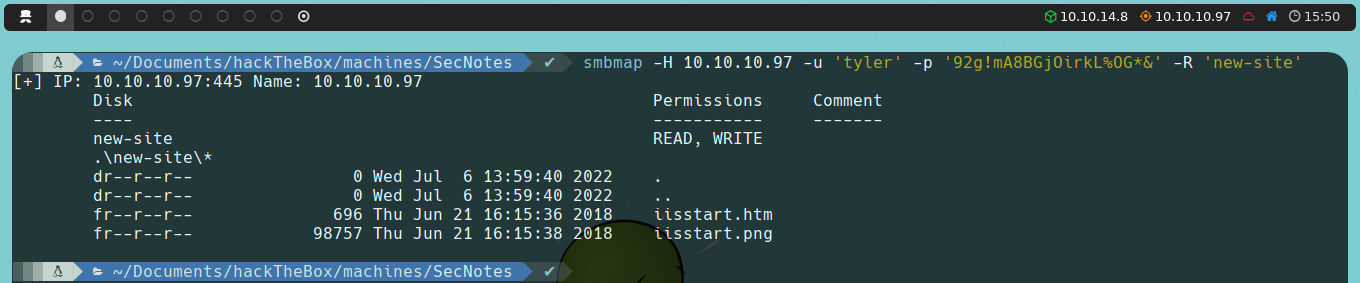 10.10.14.8 10.10.10.97 15:50
~/Documents/hackTheBox/machines/SecNotes ✔ smbmap -H 10.10.10.97 -u 'tyler' -p '92g!mA8BGjOirkL%OG*&' -R 'new-site'
[+] IP: 10.10.10.97:445 Name: 10.10.10.97
Disk Permissions Comment
---- ----------- -------
new-site READ, WRITE
.\new-site\*
dr--r--r-- 0 Wed Jul 6 13:59:40 2022 .
dr--r--r-- 0 Wed Jul 6 13:59:40 2022 ..
fr--r--r-- 696 Thu Jun 21 16:15:36 2018 iisstart.htm
fr--r--r-- 98757 Thu Jun 21 16:15:38 2018 iisstart.png
~/Documents/hackTheBox/machines/SecNotes ✔